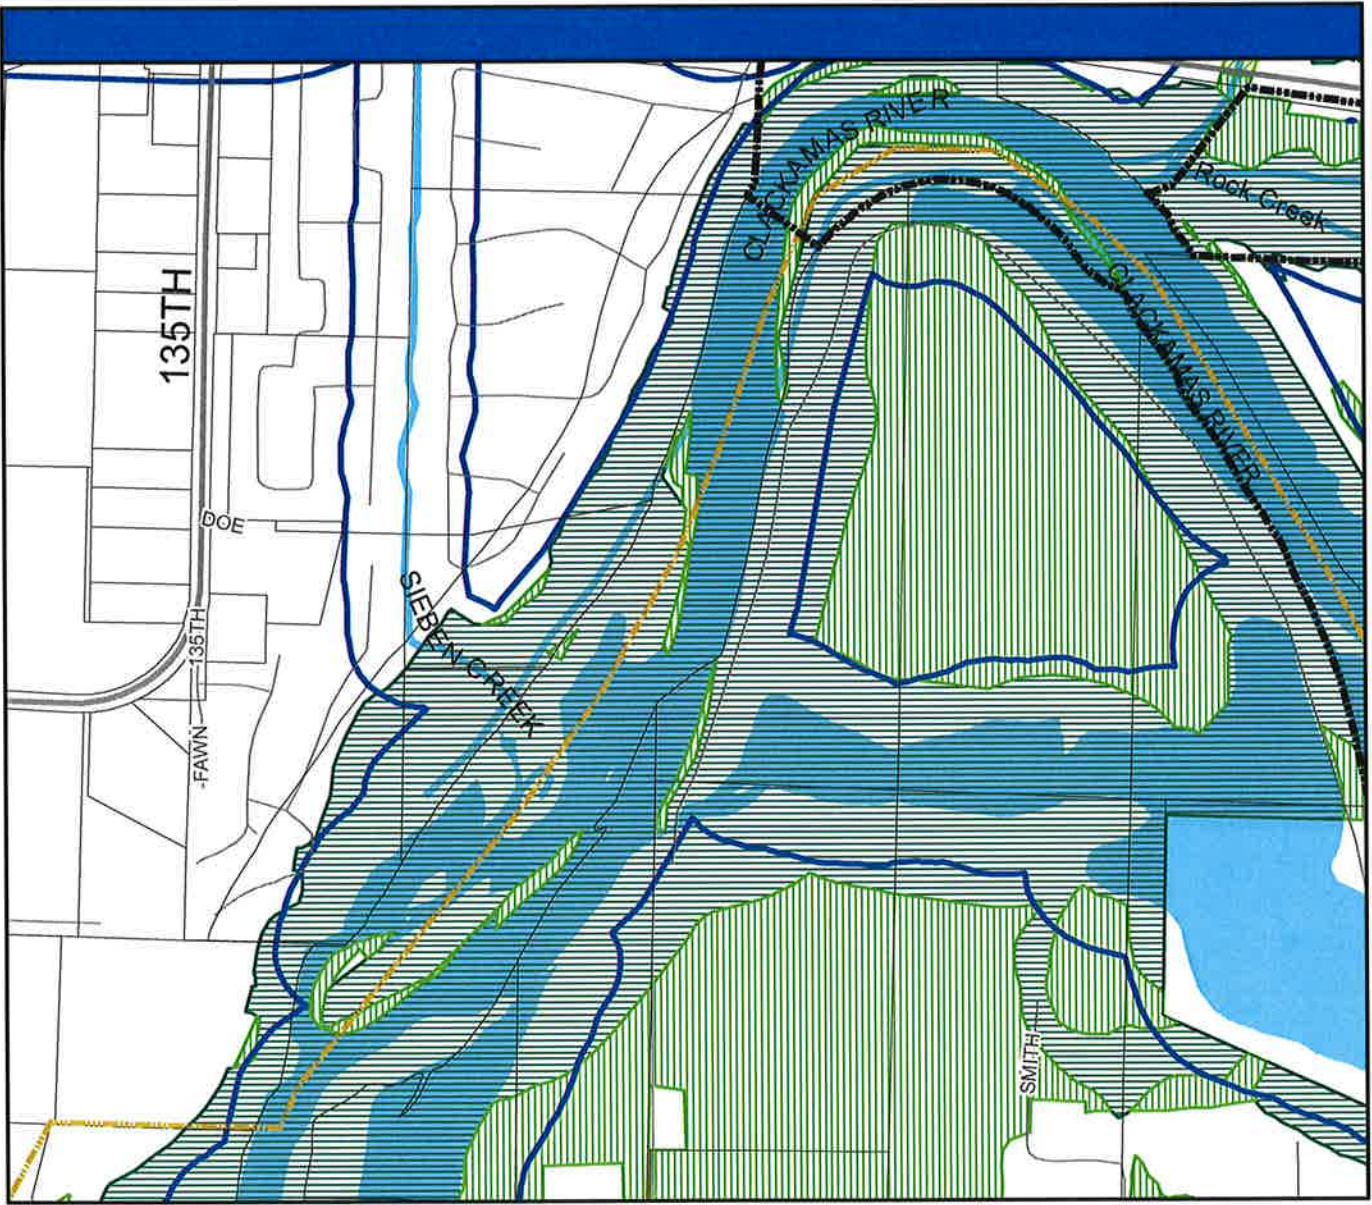 CLACKAMAS RIVER
Rock Creek
135TH
CLACKAMAS RIVER
DOE
SIEBEN CREEK
135TH
FAWN
SMITH